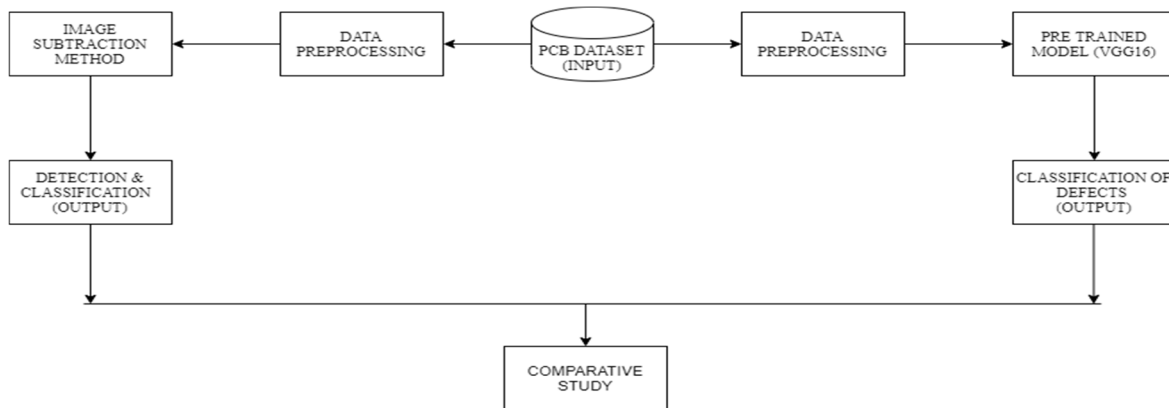 IMAGE
SUBTRACTION
METHOD
DATA
PREPROCESSING
PCB DATASET
(INPUT)
DATA
PREPROCESSING
PRE TRAINED
MODEL (VGG16)
DETECTION &
CLASSIFICATION
(OUTPUT)
CLASSIFICATION OF
DEFECTS
(OUTPUT)
COMPARATIVE
STUDY